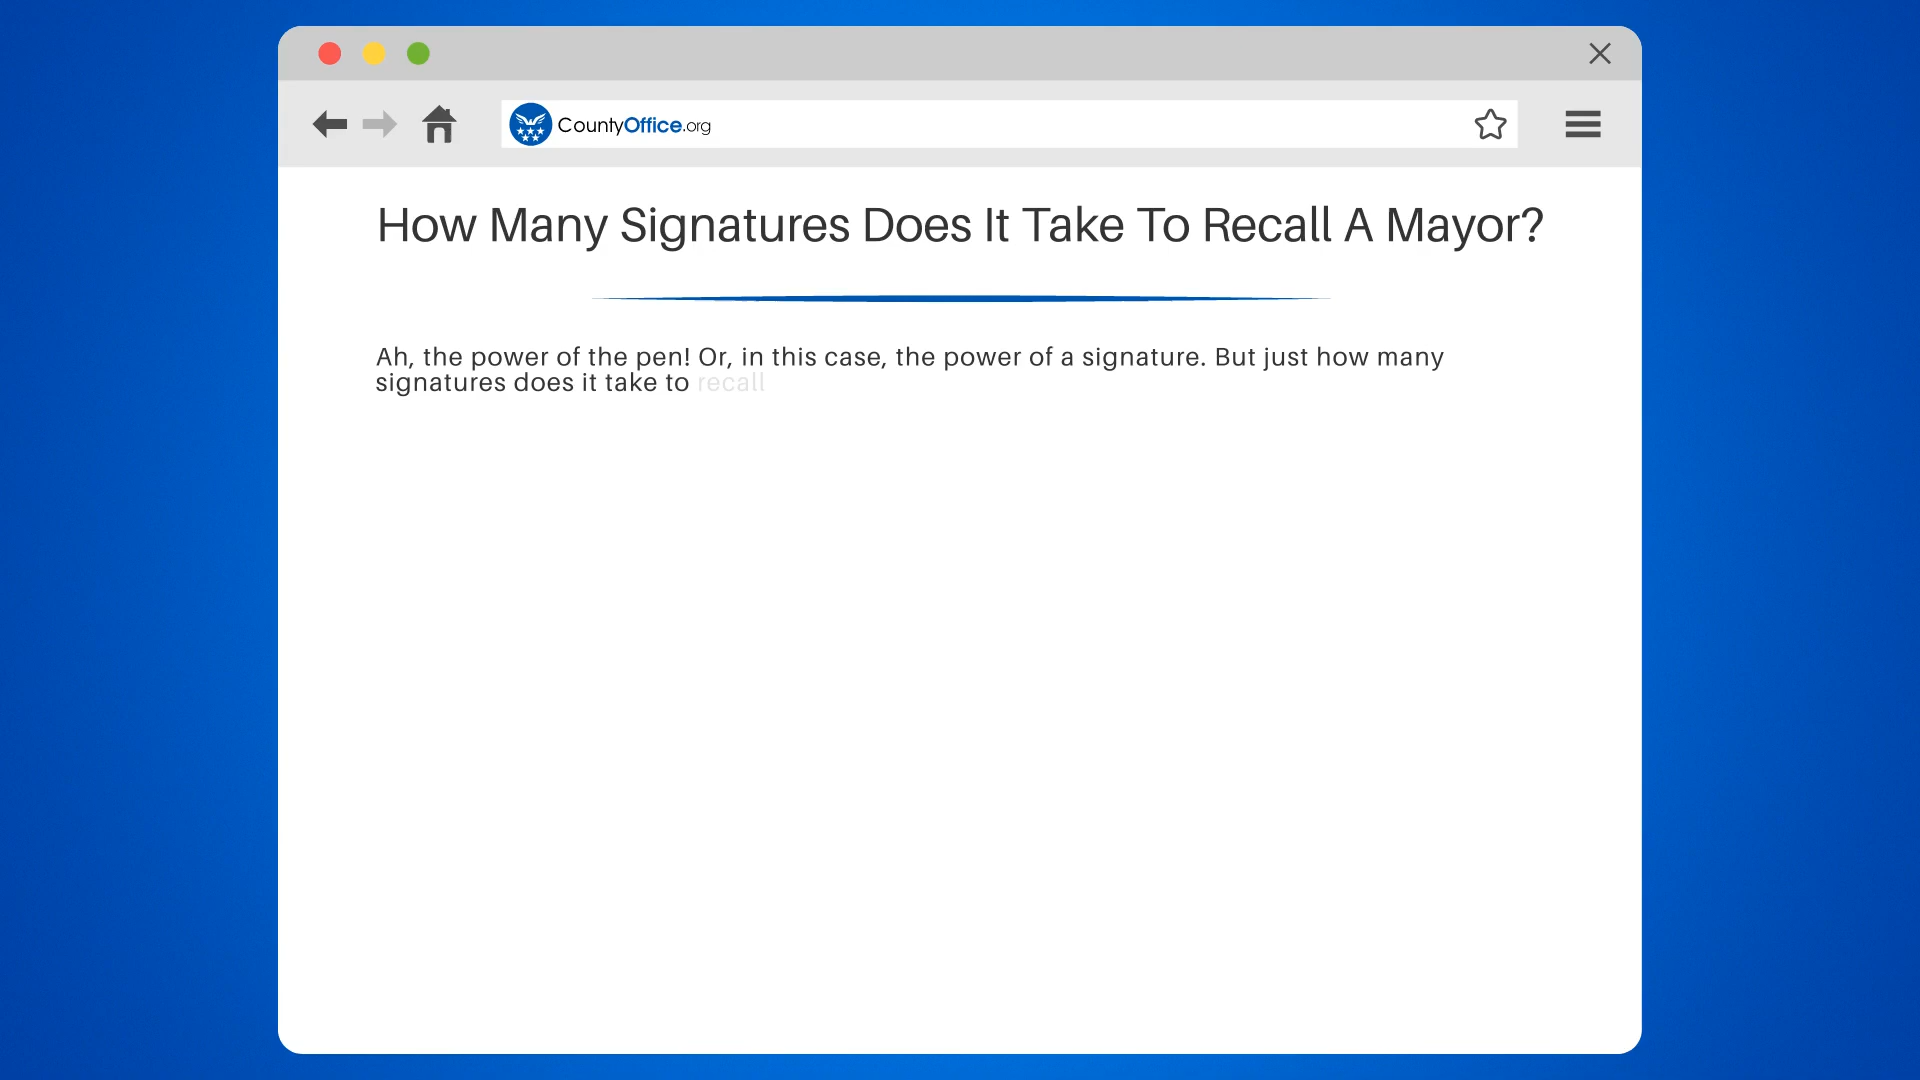 CountyOffice.org
How Many Signatures Does It Take To Recall A Mayor?
Ah, the power of the pen! Or, in this case, the power of a signature. But just how many
signatures does it take to recall